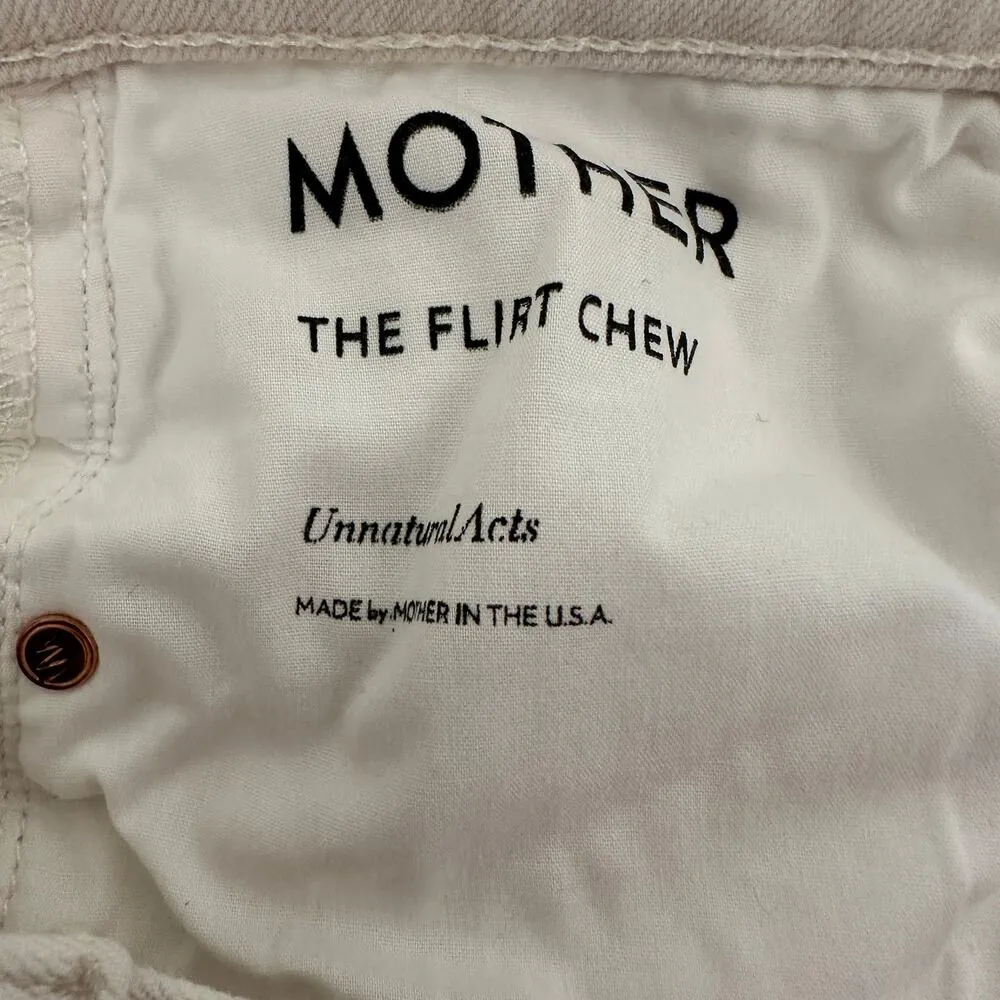 MOTHER
THE FLIRT CHEW
Unnatural Acts
MADE by MOTHER IN THE U.S.A.